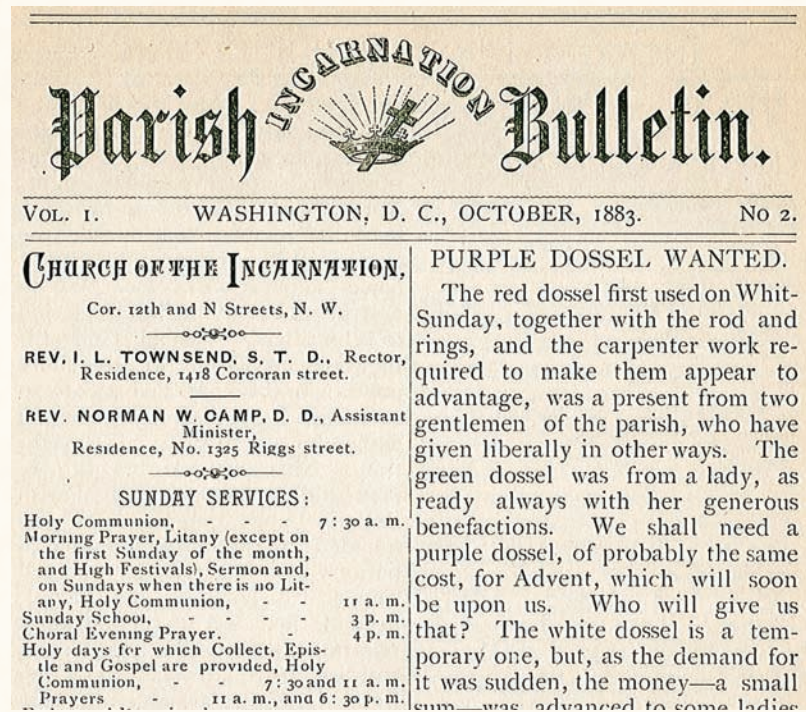 Parish INCARNATION Bulletin.
VOL. 1. WASHINGTON, D. C., OCTOBER, 1883. No 2.
CHURCH OF THE INCARNATION,
Cor. 12th and N Streets, N. W.
REV. I. L. TOWNSEND, S. T. D., Rector,
Residence, 1418 Corcoran street.
REV. NORMAN W. CAMP, D. D., Assistant
Minister,
Residence, No. 1325 Riggs street.
SUNDAY SERVICES:
Holy Communion, - - - 7:30 a. m.
Morning Prayer, Litany (except on
the first Sunday of the month,
and High Festivals), Sermon and,
on Sundays when there is no Lit-
any, Holy Communion, - - 11 a. m.
Sunday School, - - - - 3 p. m.
Choral Evening Prayer. - 4 p. m.
Holy days for which Collect, Epis-
tle and Gospel are provided, Holy
Communion, - - 7:30 and 11 a. m.
Prayers - 11 a. m., and 6:30 p. m.
PURPLE DOSSEL WANTED.
The red dossel first used on Whit-
Sunday, together with the rod and
rings, and the carpenter work re-
quired to make them appear to
advantage, was a present from two
gentlemen of the parish, who have
given liberally in other ways. The
green dossel was from a lady, as
ready always with her generous
benefactions. We shall need a
purple dossel, of probably the same
cost, for Advent, which will soon
be upon us. Who will give us
that? The white dossel is a tem-
porary one, but, as the demand for
it was sudden, the money—a small
sum—was advanced to some ladies